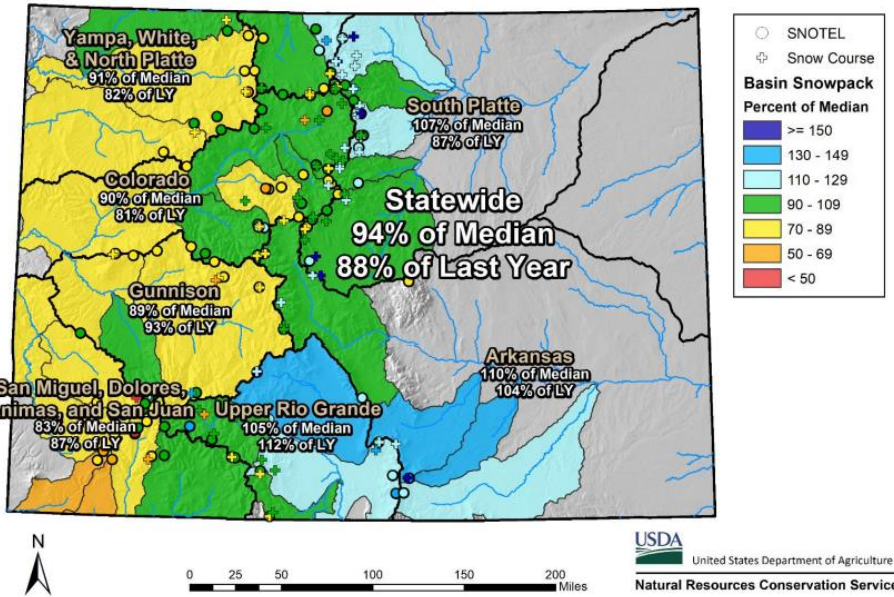 Yampa, White,
& North Platte
91% of Median
82% of LY
South Platte
107% of Median
87% of LY
Colorado
90% of Median
81% of LY
Statewide
94% of Median
88% of Last Year
Gunnison
89% of Median
93% of LY
Arkansas
110% of Median
104% of LY
San Miguel, Dolores,
nimas, and San Juan
83% of Median
87% of LY
Upper Rio Grande
105% of Median
112% of LY
SNOTEL
Snow Course
Basin Snowpack
Percent of Median
>= 150
130 - 149
110 - 129
90 - 109
70 - 89
50 - 69
< 50
N
0 25 50 100 150 200
Miles
USDA
United States Department of Agriculture
Natural Resources Conservation Service